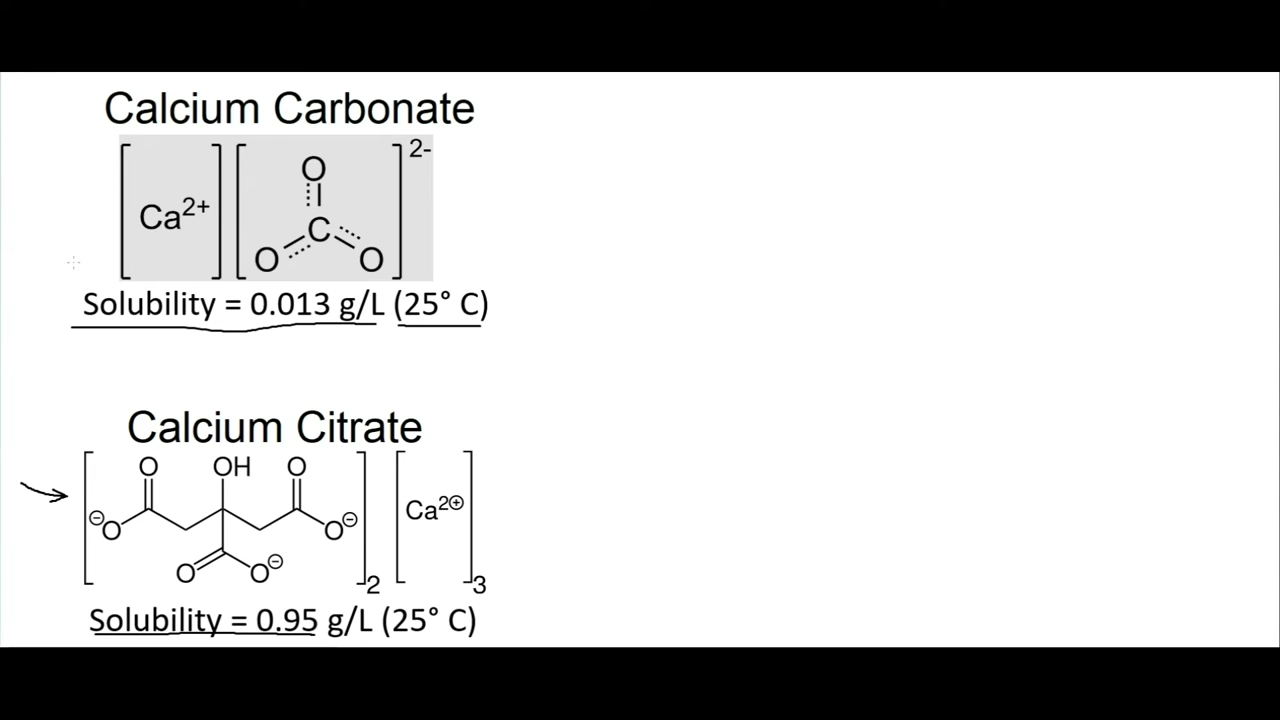 Calcium Carbonate
[Ca2+] [O C O O]2-
Solubility = 0.013 g/L (25° C)
Calcium Citrate
[O OH O ⊖O O⊖ O O⊖]2 [Ca2⊕]3
Solubility = 0.95 g/L (25° C)